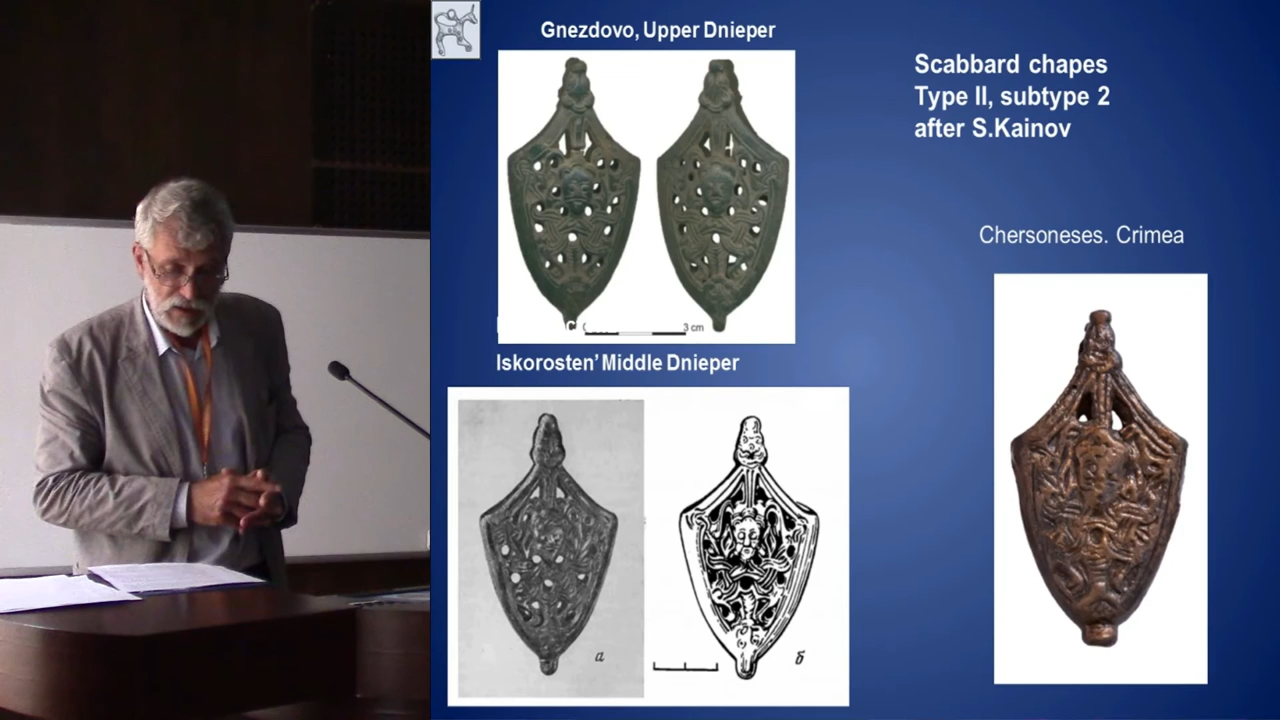 Gnezdovo, Upper Dnieper
Scabbard chapes
Type II, subtype 2
after S.Kainov
Chersoneses. Crimea
3 cm
Iskorosten’ Middle Dnieper
а
б